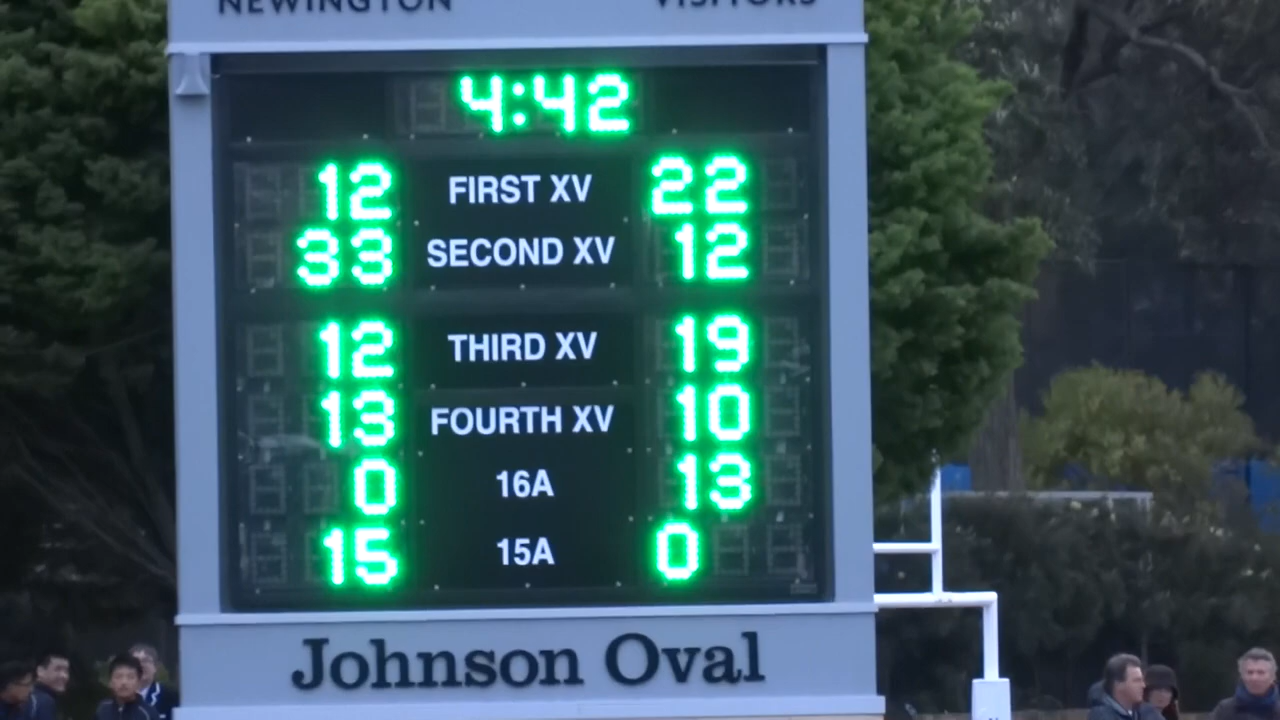 NEWINGTON VISITORS
4:42
12 FIRST XV 22
33 SECOND XV 12
12 THIRD XV 19
13 FOURTH XV 10
0 16A 13
15 15A 0
Johnson Oval